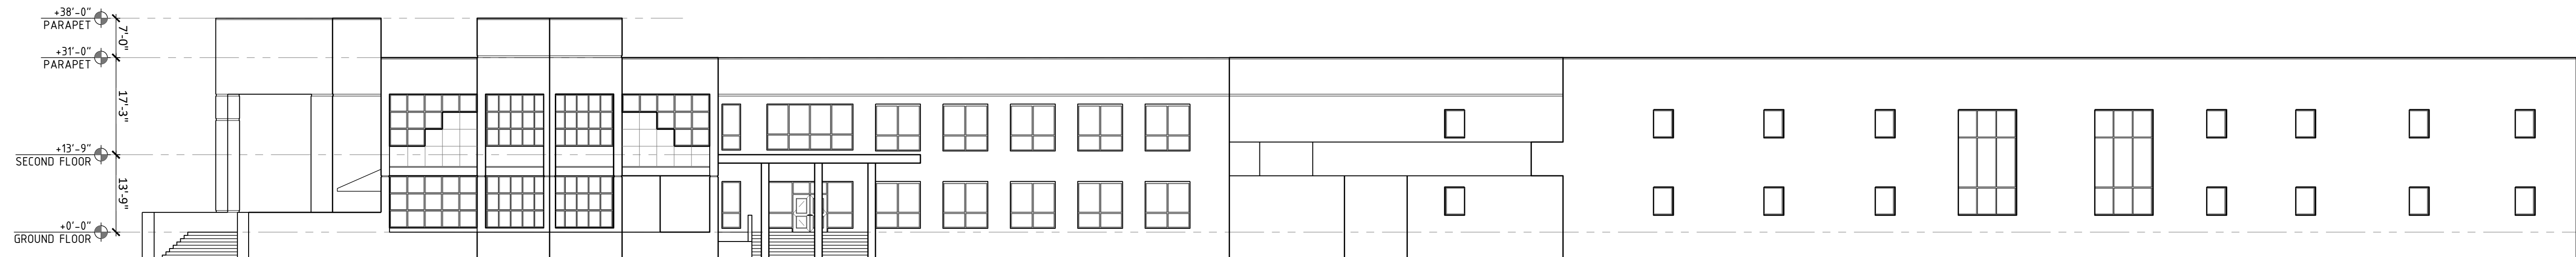 +38'-0"
PARAPET
7'-0"
+31'-0"
PARAPET
17'-3"
+13'-9"
SECOND FLOOR
13'-9"
+0'-0"
GROUND FLOOR